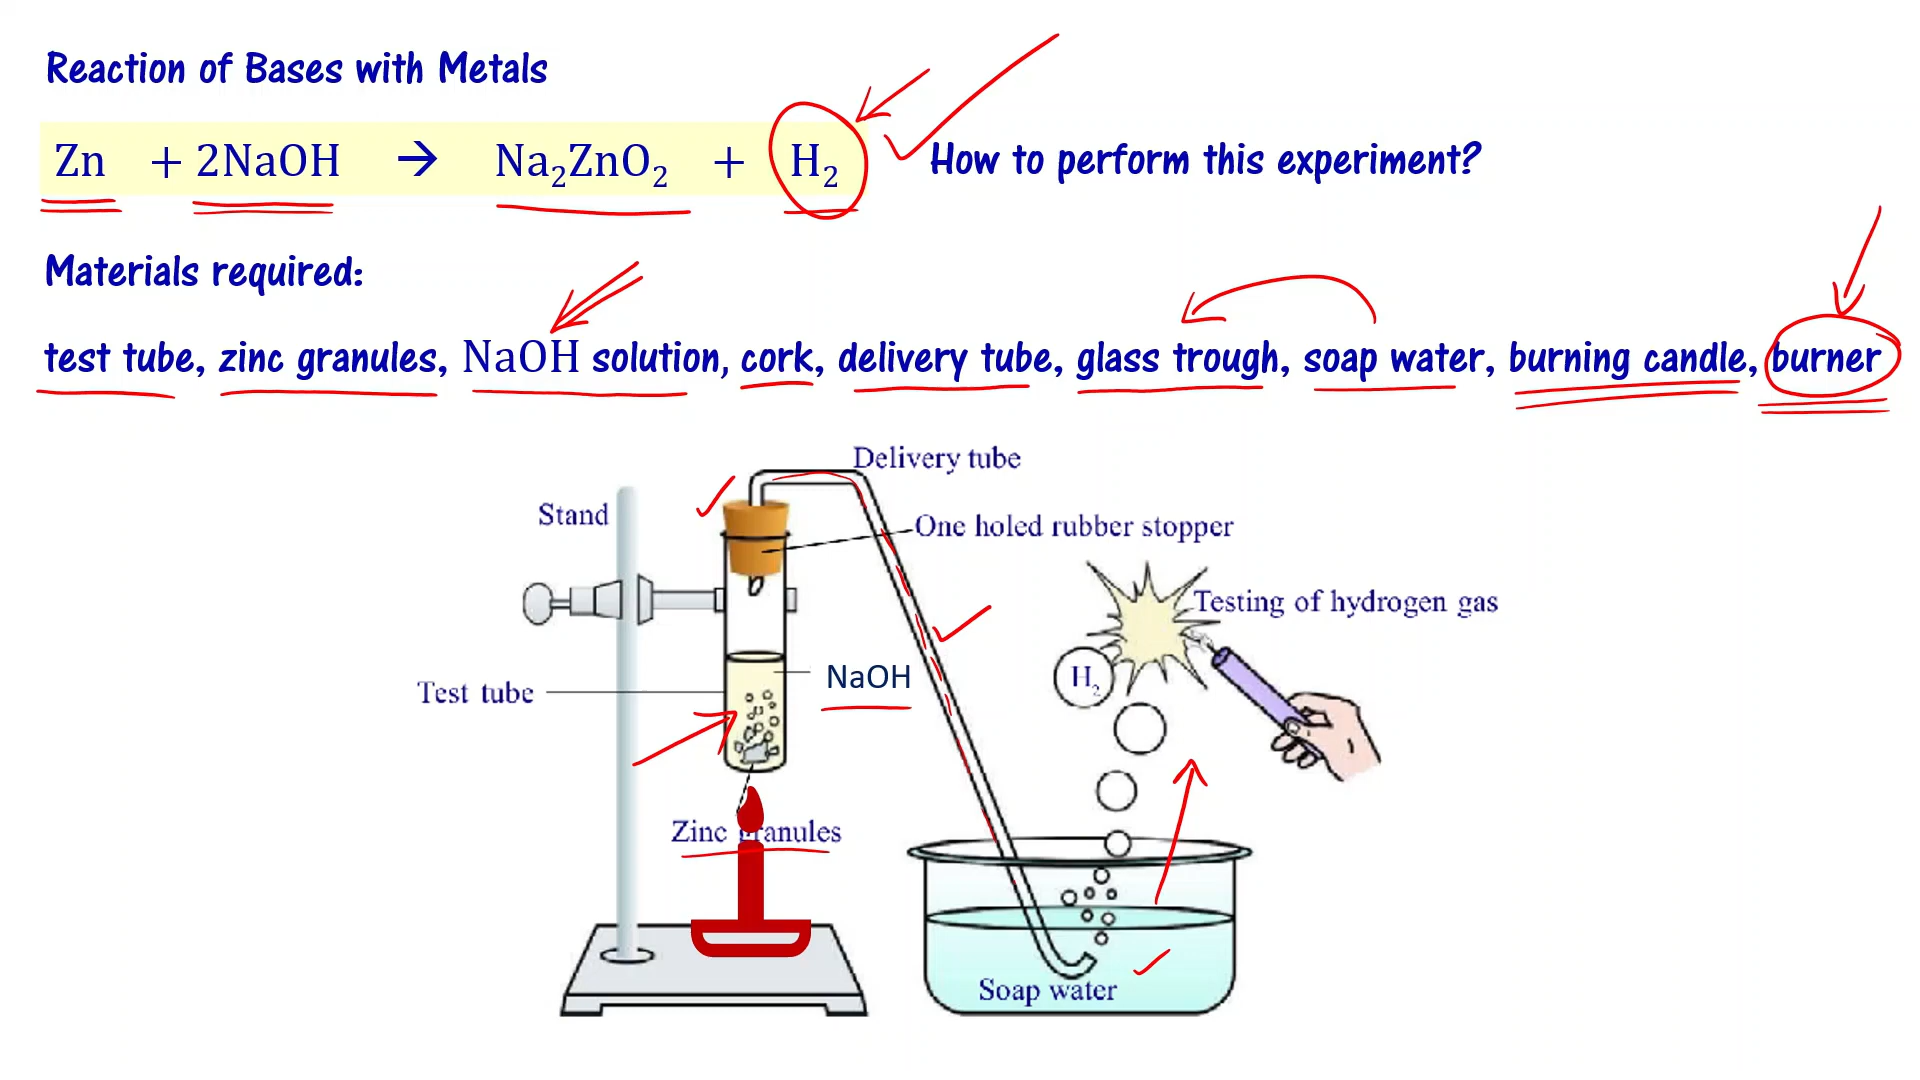 Reaction of Bases with Metals
Zn + 2NaOH → Na₂ZnO₂ + H₂ How to perform this experiment?
Materials required:
test tube, zinc granules, NaOH solution, cork, delivery tube, glass trough, soap water, burning candle, burner
Delivery tube
Stand
One holed rubber stopper
Testing of hydrogen gas
H₂
NaOH
Test tube
Zinc granules
Soap water